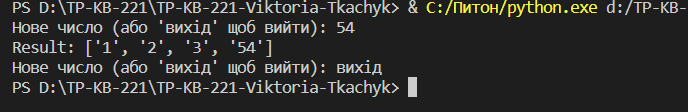 PS D:\TP-KB-221\TP-KB-221-Viktoria-Tkachyk> & C:/Питон/python.exe d:/TP-KB-
Нове число (або 'вихід' щоб вийти): 54
Result: ['1', '2', '3', '54']
Нове число (або 'вихід' щоб вийти): вихід
PS D:\TP-KB-221\TP-KB-221-Viktoria-Tkachyk>